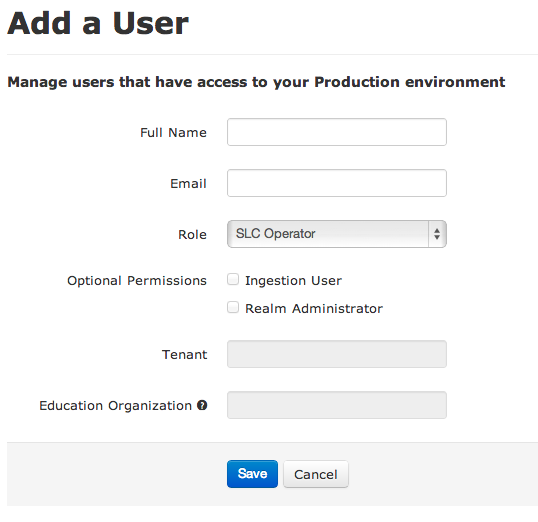 Add a User
Manage users that have access to your Production environment
Full Name
Email
Role SLC Operator
Optional Permissions Ingestion User
Realm Administrator
Tenant
Education Organization ?
Save Cancel